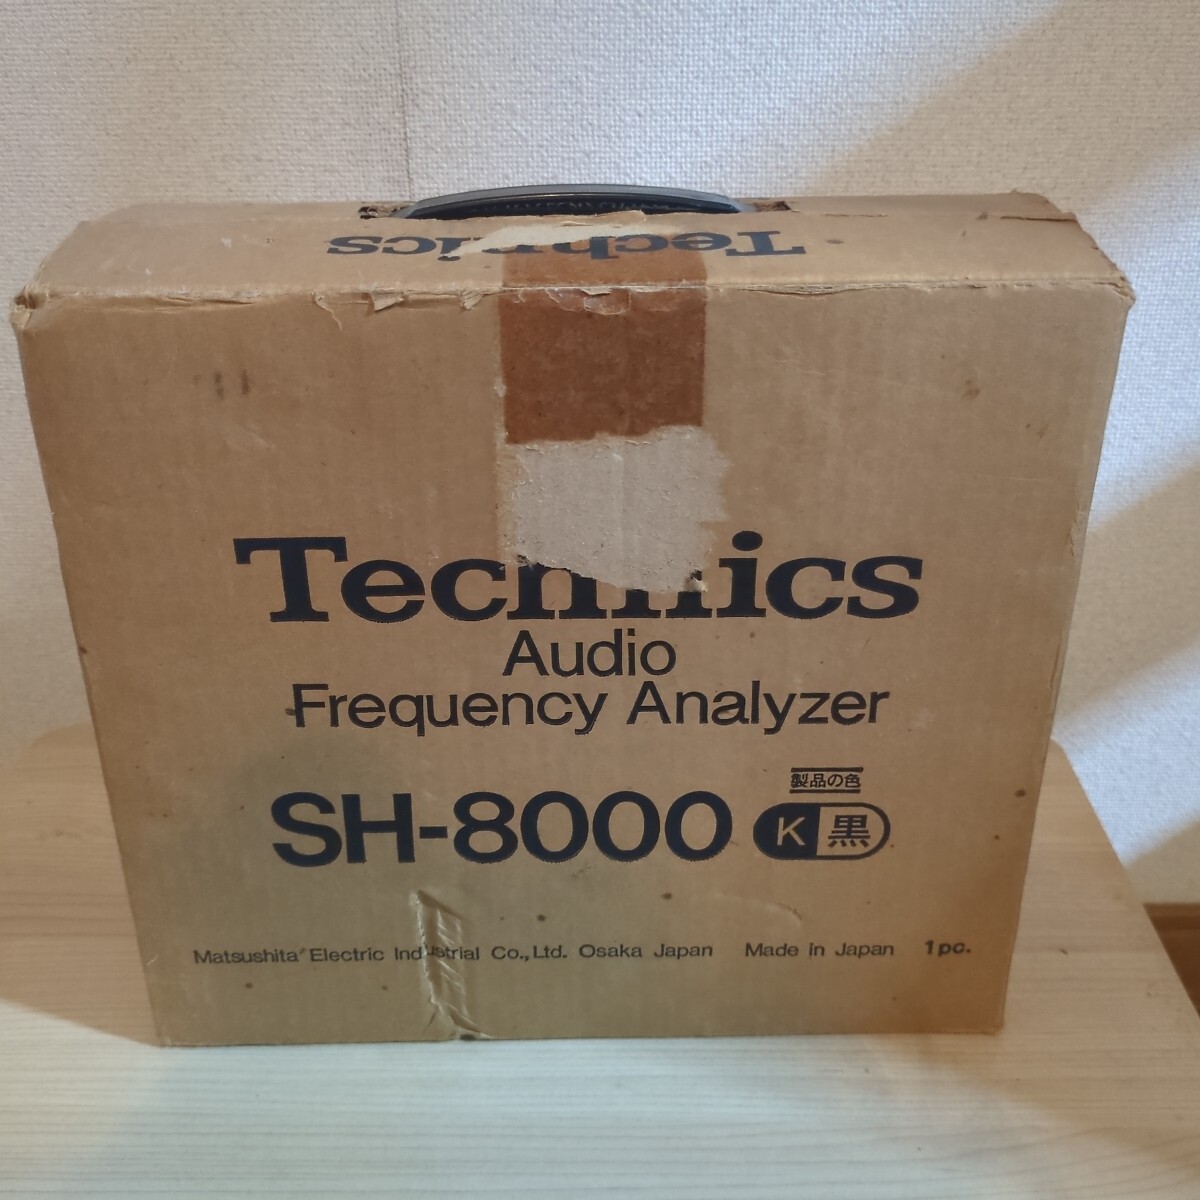 Technics
Technics
Audio
Frequency Analyzer
製品の色
SH-8000 K 黒
Matsushita Electric Industrial Co., Ltd. Osaka Japan Made in Japan 1pc.